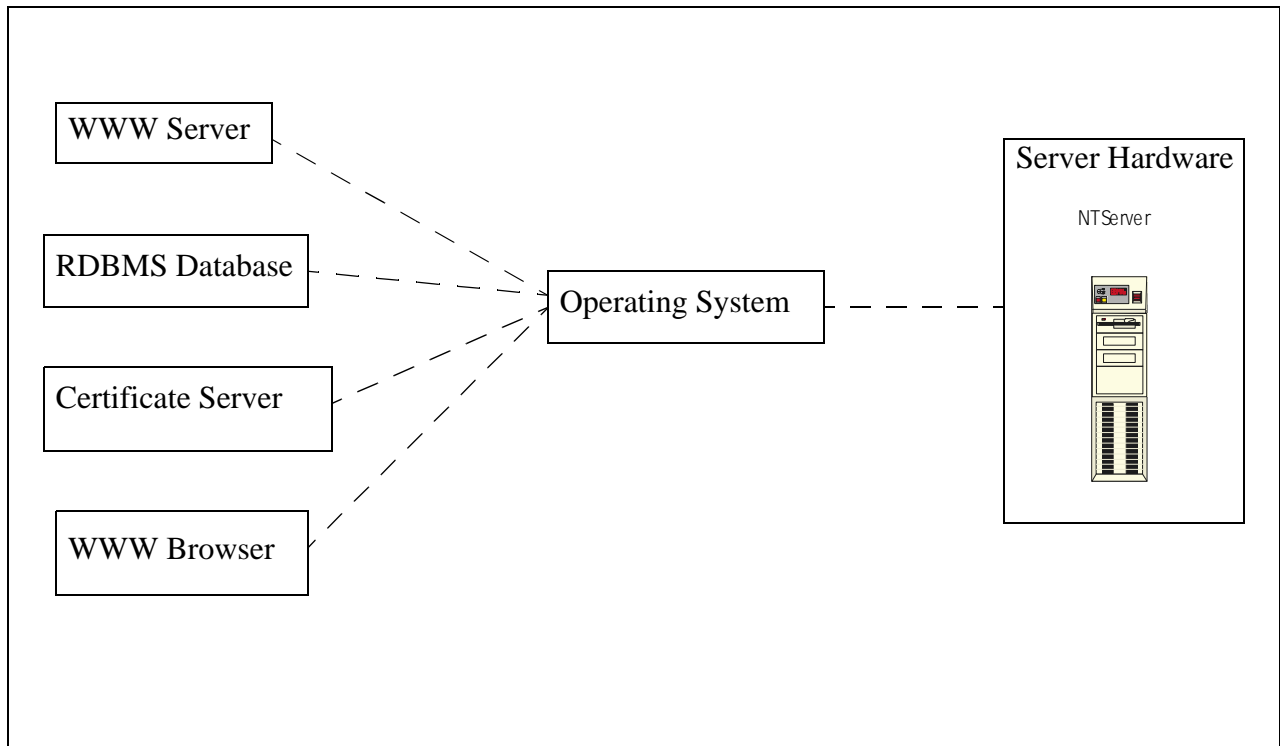 WWW Server
RDBMS Database
Certificate Server
WWW Browser
Operating System
Server Hardware
NTServer